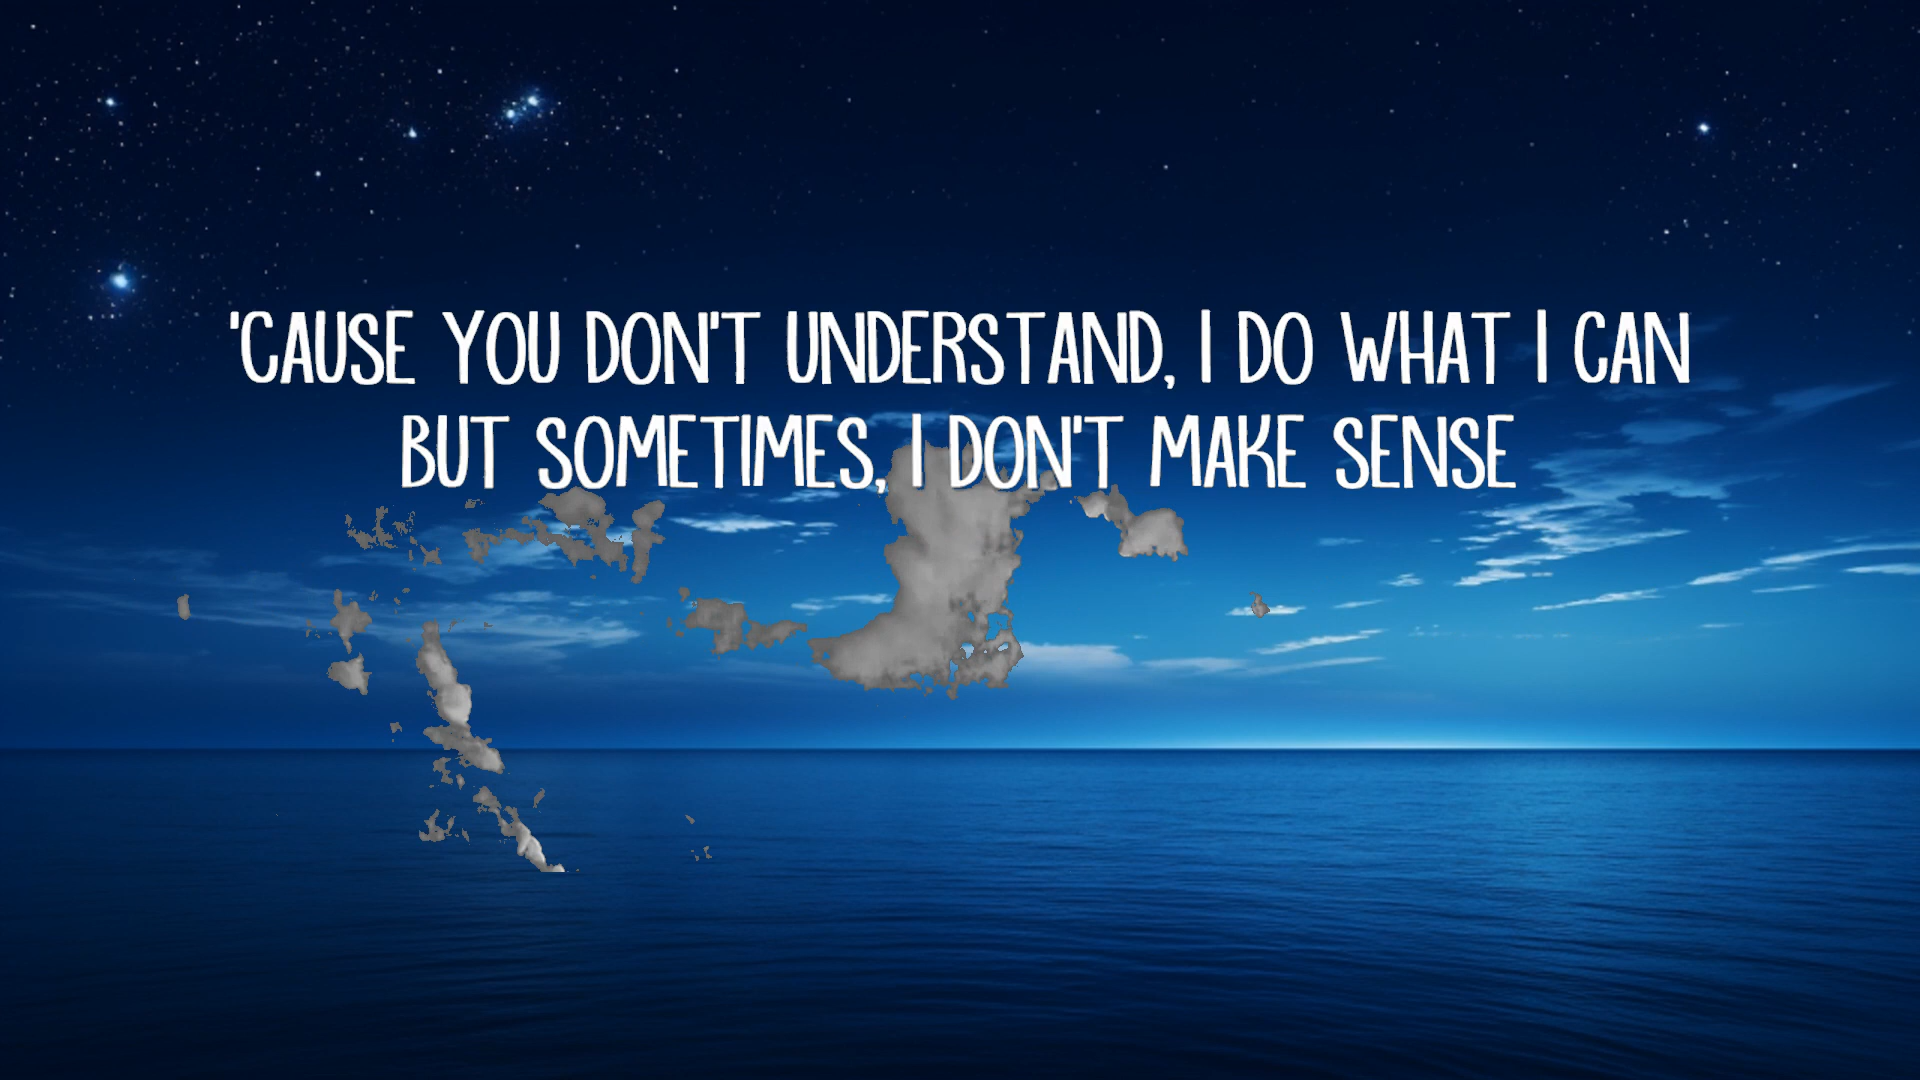 'CAUSE YOU DON'T UNDERSTAND, I DO WHAT I CAN
BUT SOMETIMES, I DON'T MAKE SENSE